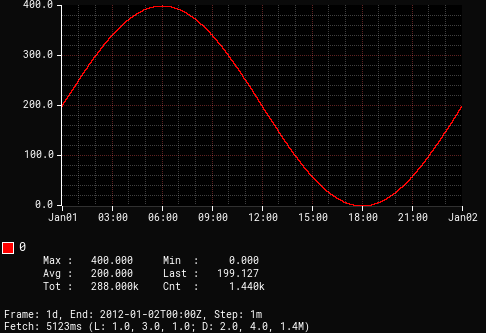 400.0
300.0
200.0
100.0
0.0
Jan01 03:00 06:00 09:00 12:00 15:00 18:00 21:00 Jan02
0
Max : 400.000 Min : 0.000
Avg : 200.000 Last : 199.127
Tot : 288.000k Cnt : 1.440k
Frame: 1d, End: 2012-01-02T00:00Z, Step: 1m
Fetch: 5123ms (L: 1.0, 3.0, 1.0; D: 2.0, 4.0, 1.4M)